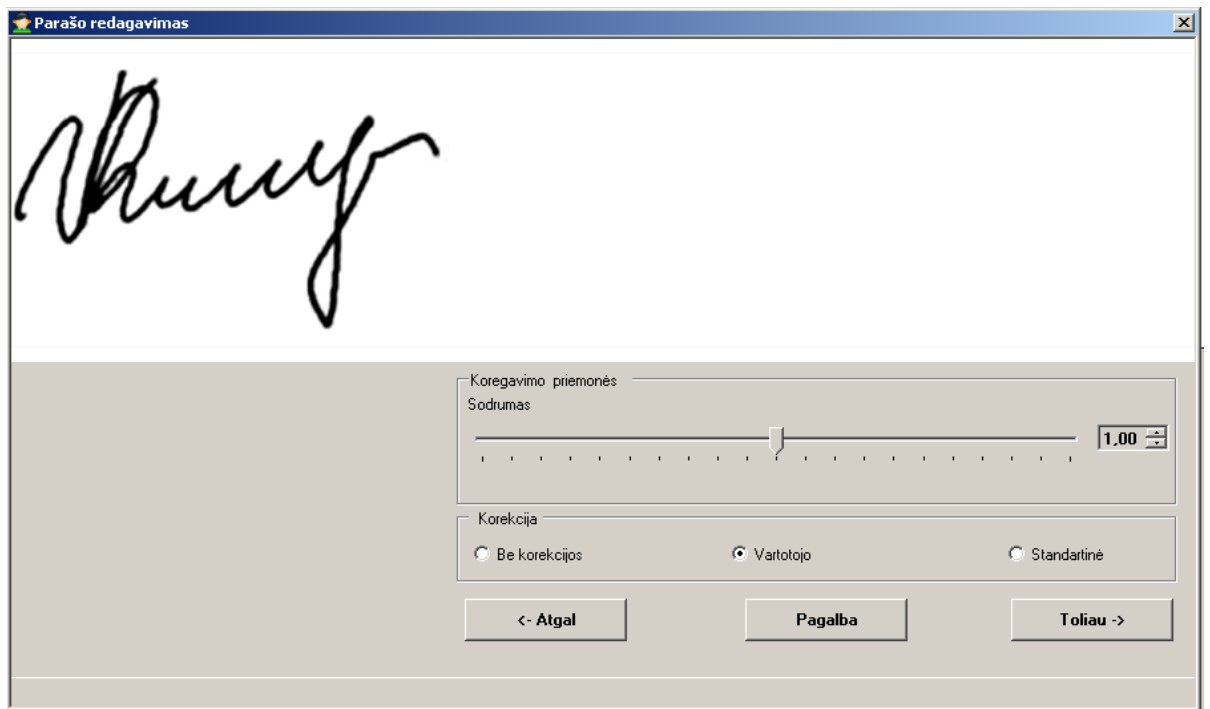 Parašo redagavimas
Koregavimo priemonės
Sodrumas
1,00
Korekcija
Be korekcijos
Vartotojo
Standartinė
<- Atgal
Pagalba
Toliau ->